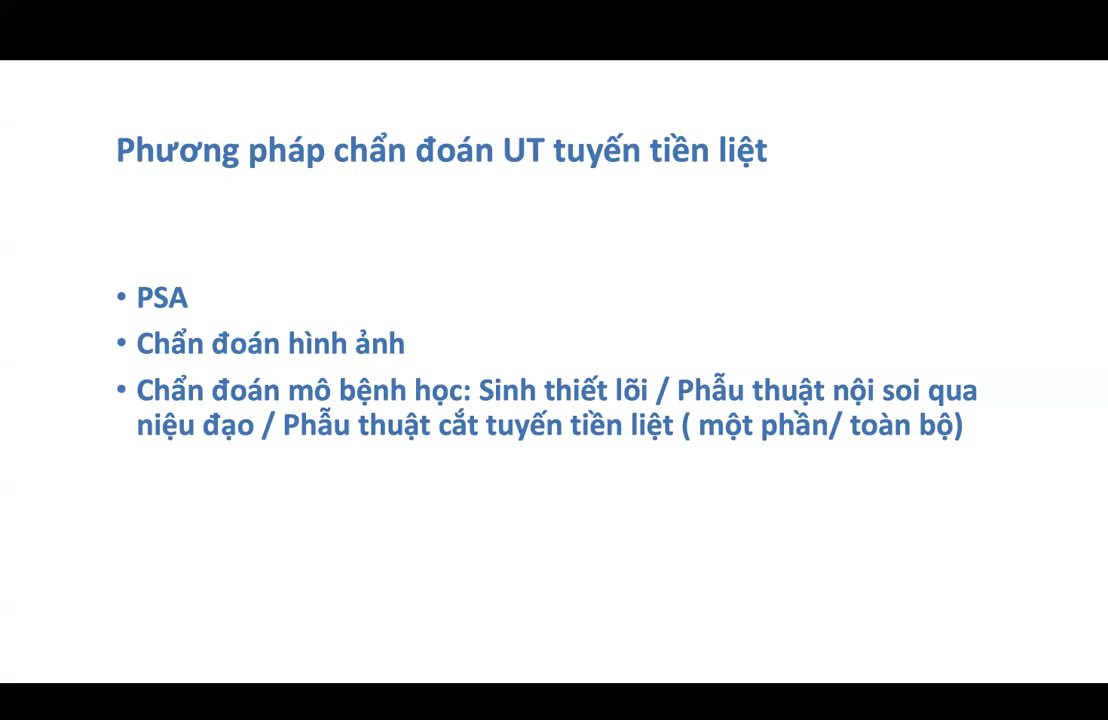 Phương pháp chẩn đoán UT tuyến tiền liệt
• PSA
• Chẩn đoán hình ảnh
• Chẩn đoán mô bệnh học: Sinh thiết lõi / Phẫu thuật nội soi qua
niệu đạo / Phẫu thuật cắt tuyến tiền liệt ( một phần/ toàn bộ)